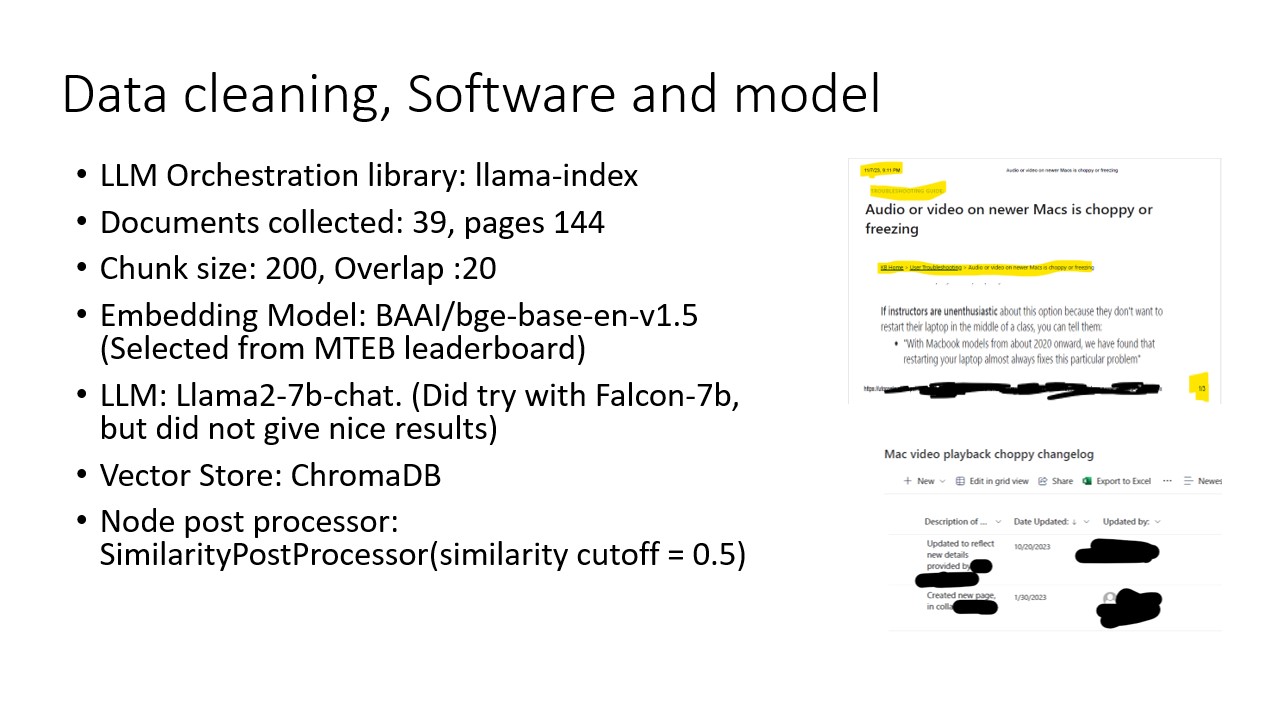 Data cleaning, Software and model
• LLM Orchestration library: llama-index
• Documents collected: 39, pages 144
• Chunk size: 200, Overlap :20
• Embedding Model: BAAI/bge-base-en-v1.5
(Selected from MTEB leaderboard)
• LLM: Llama2-7b-chat. (Did try with Falcon-7b,
but did not give nice results)
• Vector Store: ChromaDB
• Node post processor:
SimilarityPostProcessor(similarity cutoff = 0.5)
11/7/23, 9:11 PM Audio or video on newer Macs is choppy or freezing
TROUBLESHOOTING GUIDE
Audio or video on newer Macs is choppy or
freezing
KB Home > User Troubleshooting > Audio or video on newer Macs is choppy or freezing
If instructors are unenthusiastic about this option because they don't want to
restart their laptop in the middle of a class, you can tell them:
• "With Macbook models from about 2020 onward, we have found that
restarting your laptop almost always fixes this particular problem"
1/3
Mac video playback choppy changelog
+ New Edit in grid view Share Export to Excel ... Newes
Description of ... Date Updated: ↓ Updated by:
Updated to reflect 10/20/2023
new details
provided by
Created new page, 1/30/2023
in colla